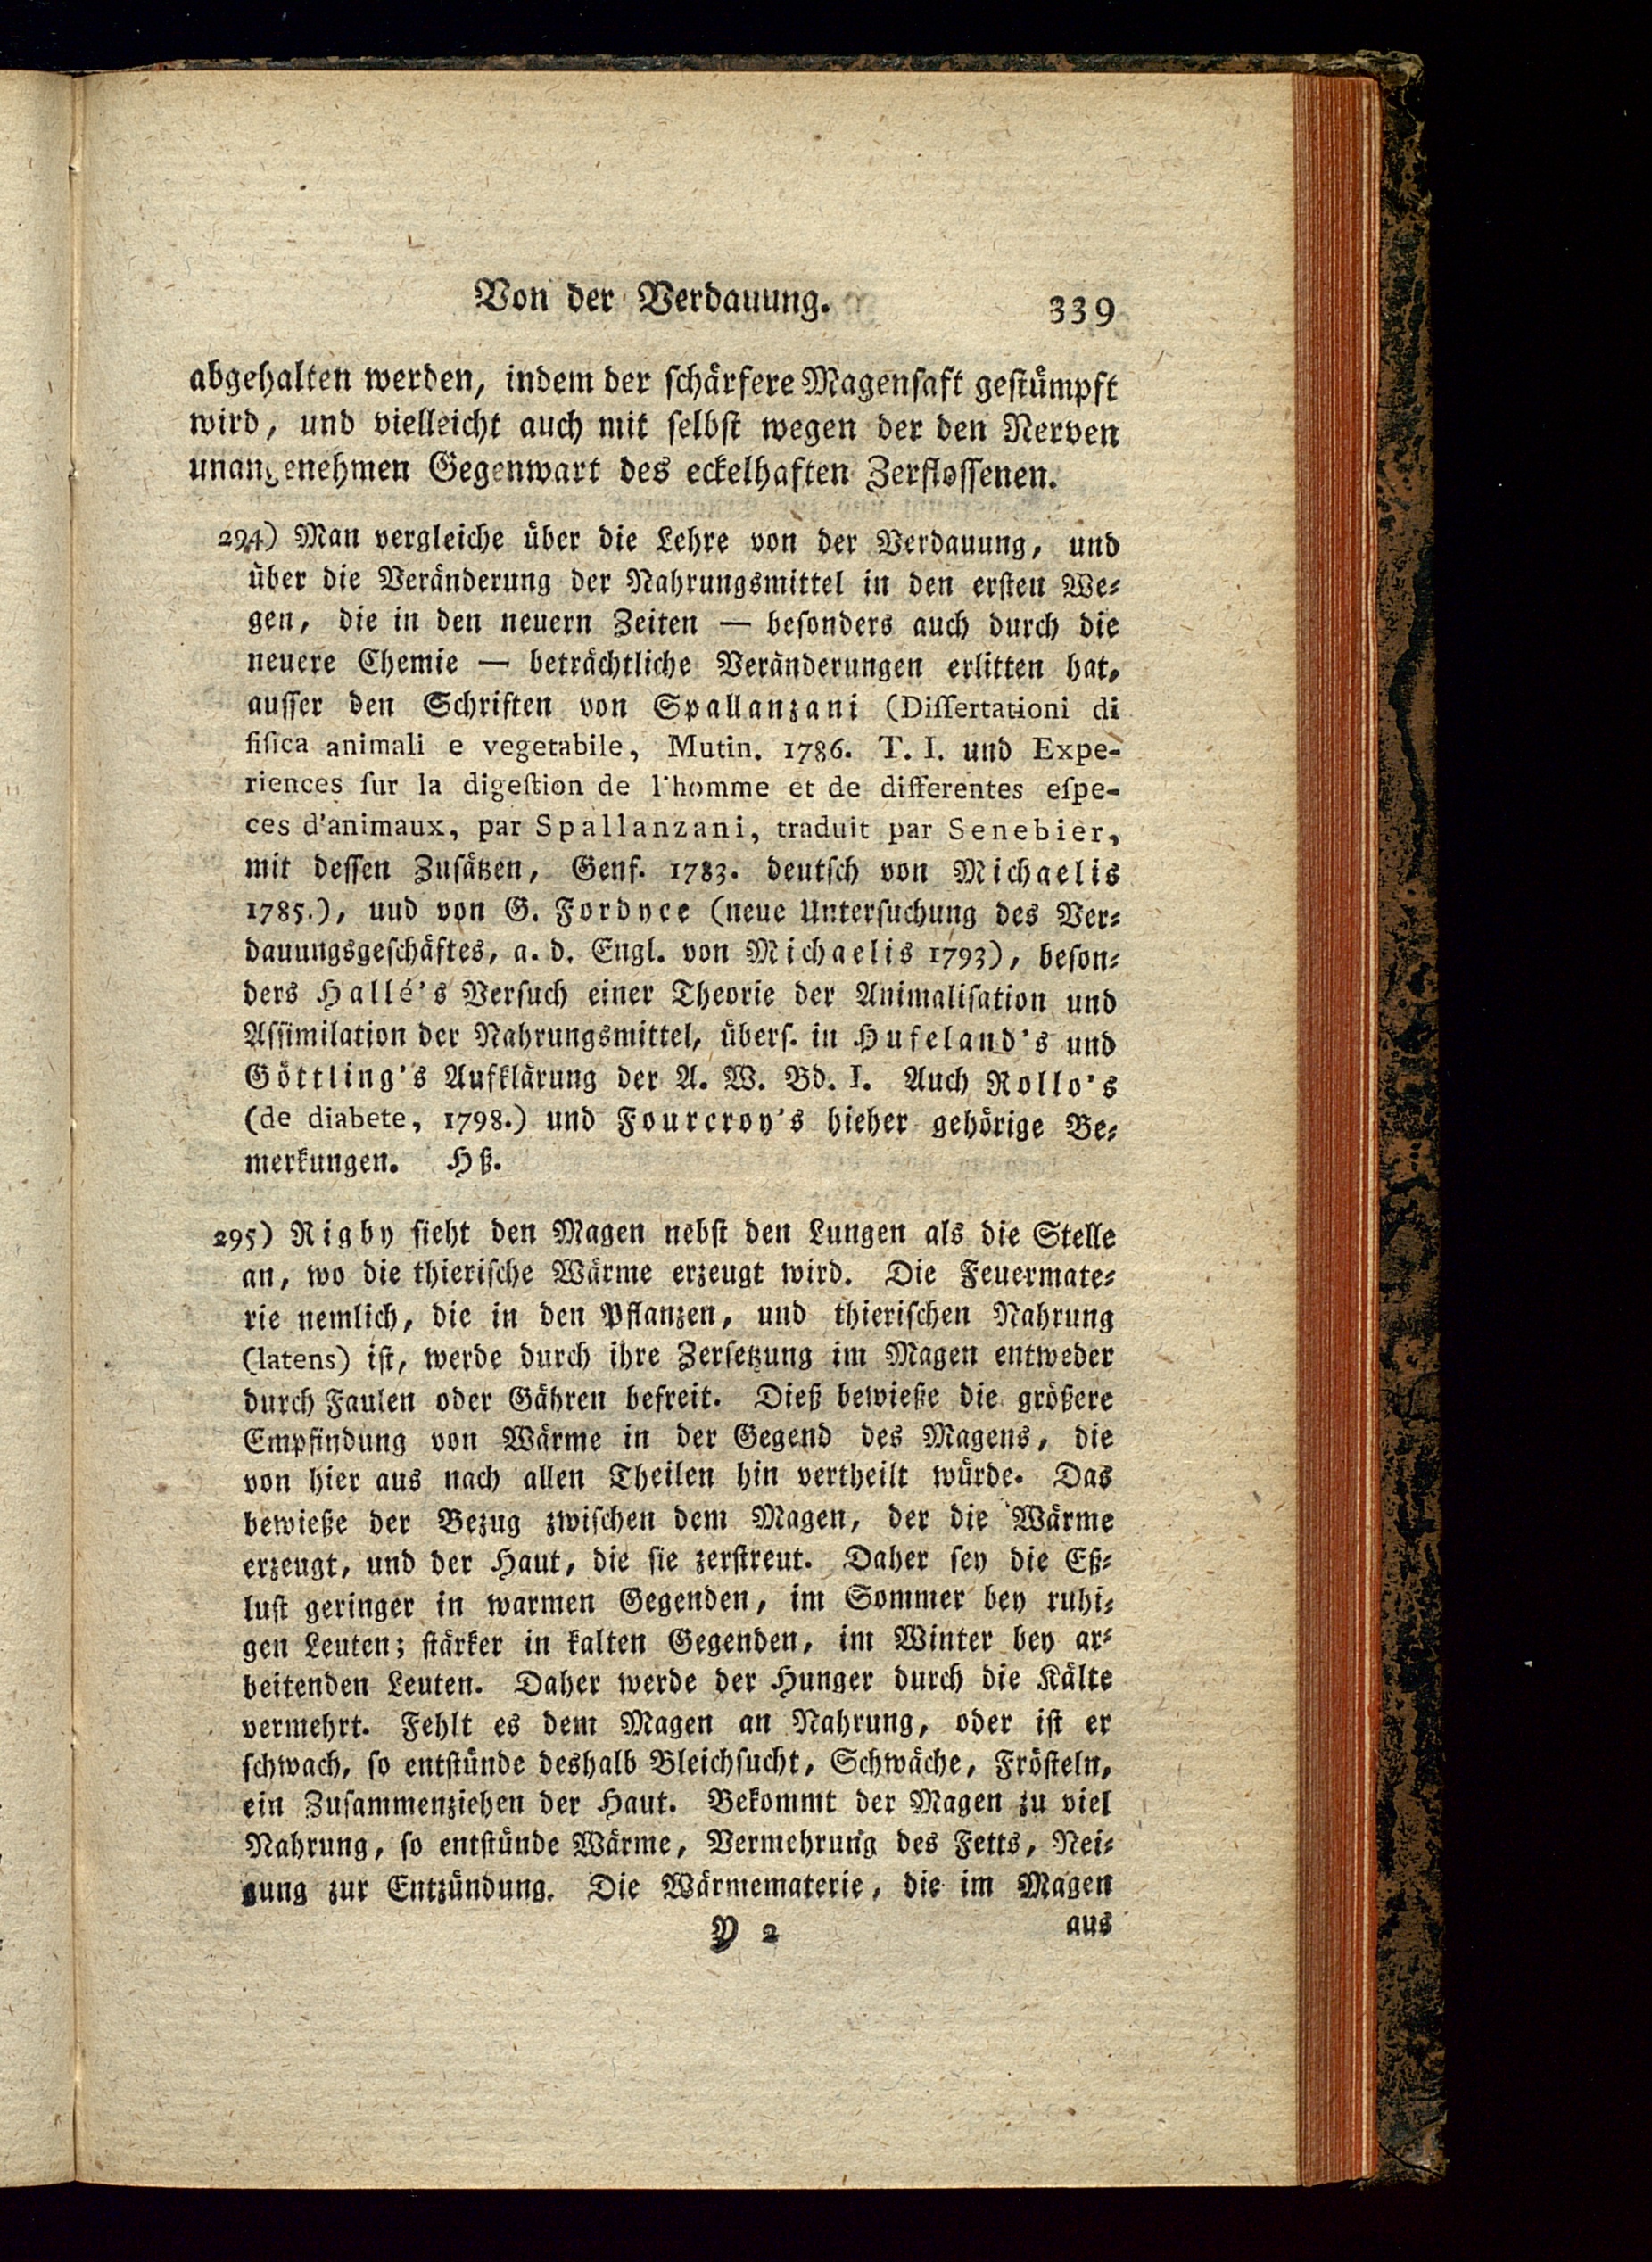 Von der Verdauung. 339
abgehalten werden, indem der schärfere Magensaft gestümpft
wird, und vielleicht auch mit selbst wegen der den Nerven
unangenehmen Gegenwart des eckelhaften Zerflossenen.
294) Man vergleiche über die Lehre von der Verdauung, und
über die Veränderung der Nahrungsmittel in den ersten We⸗
gen, die in den neuern Zeiten — besonders auch durch die
neuere Chemie — beträchtliche Veränderungen erlitten hat,
ausser den Schriften von Spallanzani (Diſſertationi di
fiſica animali e vegetabile, Mutin. 1786. T. I. und Expe-
riences ſur la digeſtion de l'homme et de differentes eſpe-
ces d'animaux, par Spallanzani, traduit par Senebier,
mit dessen Zusätzen, Genf. 1783. deutsch von Michaelis
1785.), uud von G. Fordyce (neue Untersuchung des Ver⸗
dauungsgeschäftes, a. d. Engl. von Michaelis 1793), beson⸗
ders Hallé's Versuch einer Theorie der Animalisation und
Assimilation der Nahrungsmittel, übers. in Hufeland's und
Göttling's Aufklärung der A. W. Bd. I. Auch Rollo's
(de diabete, 1798.) und Fourcroy's hieher gehörige Be⸗
merkungen. Hß.
295) Rigby sieht den Magen nebst den Lungen als die Stelle
an, wo die thierische Wärme erzeugt wird. Die Feuermate⸗
rie nemlich, die in den Pflanzen, und thierischen Nahrung
(latens) ist, werde durch ihre Zersetzung im Magen entweder
durch Faulen oder Gähren befreit. Dieß bewieße die größere
Empfindung von Wärme in der Gegend des Magens, die
von hier aus nach allen Theilen hin vertheilt würde. Das
bewieße der Bezug zwischen dem Magen, der die Wärme
erzeugt, und der Haut, die sie zerstreut. Daher sey die Eß⸗
lust geringer in warmen Gegenden, im Sommer bey ruhi⸗
gen Leuten; stärker in kalten Gegenden, im Winter bey ar⸗
beitenden Leuten. Daher werde der Hunger durch die Kälte
vermehrt. Fehlt es dem Magen an Nahrung, oder ist er
schwach, so entstünde deshalb Bleichsucht, Schwäche, Frösteln,
ein Zusammenziehen der Haut. Bekommt der Magen zu viel
Nahrung, so entstünde Wärme, Vermehrung des Fetts, Nei⸗
gung zur Entzündung. Die Wärmematerie, die im Magen
Y 2 aus